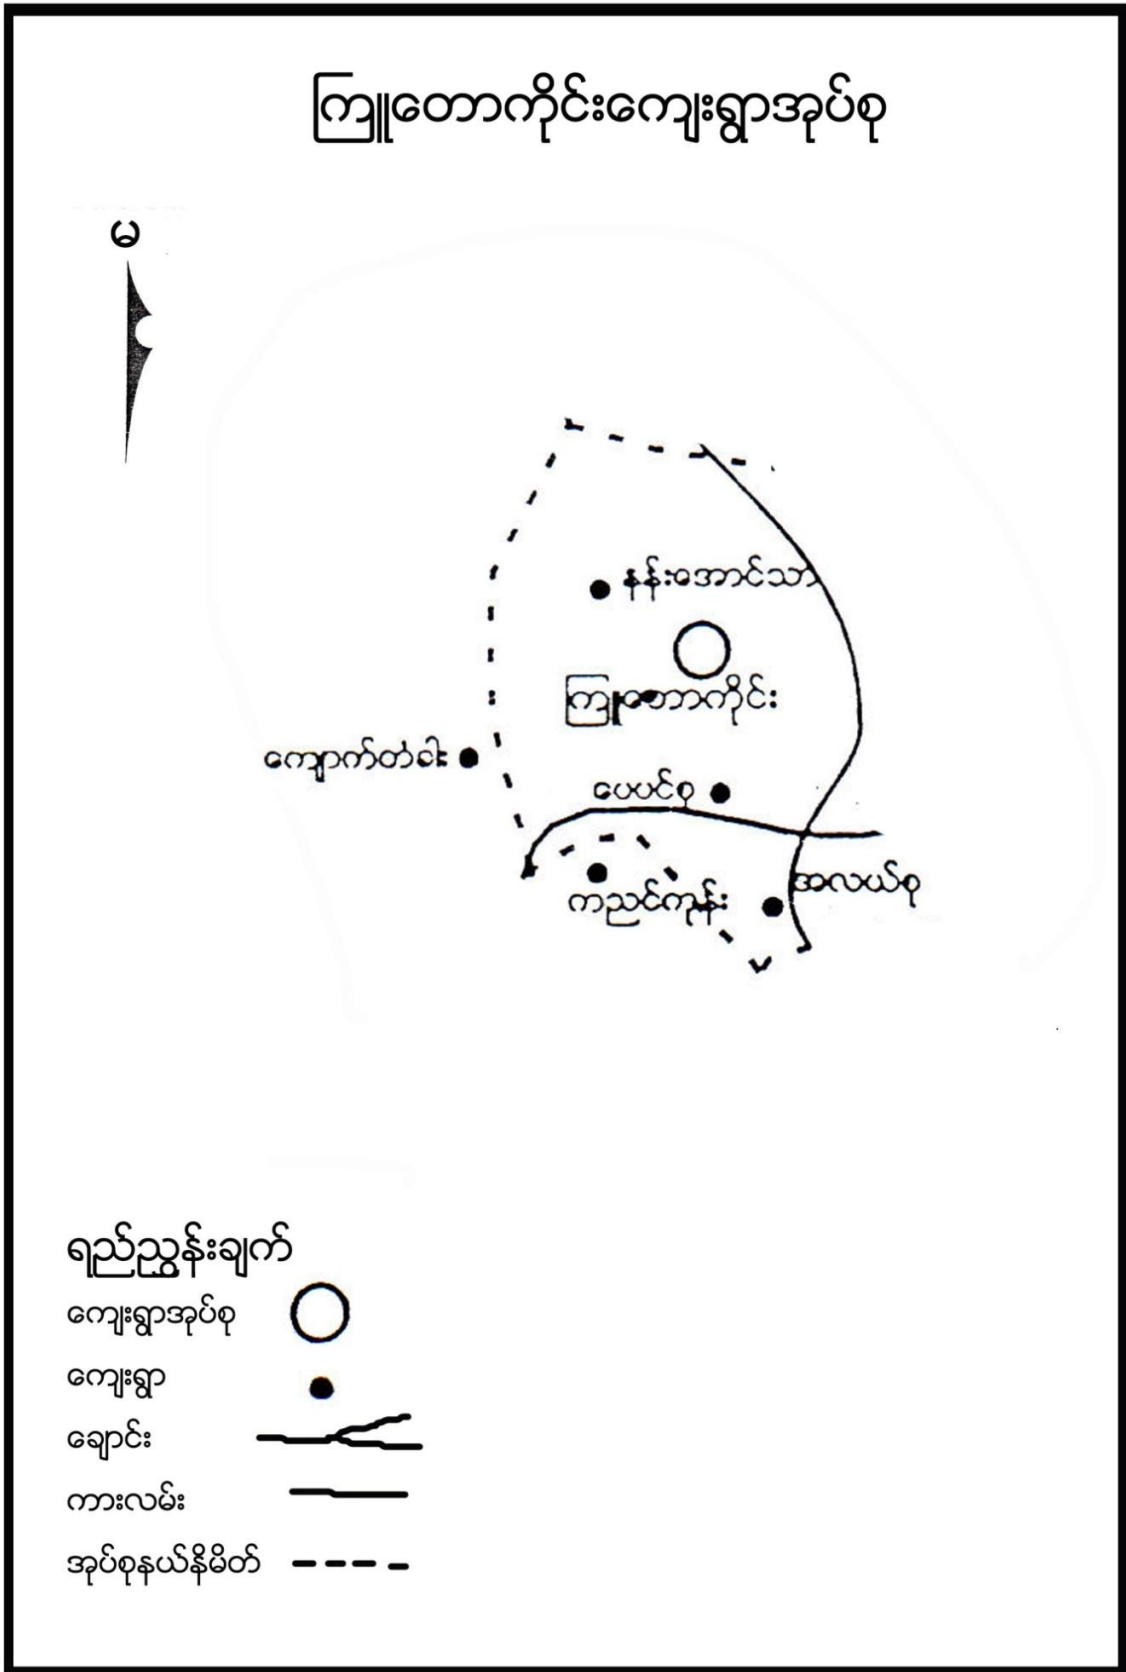 ကြူတောကိုင်းကျေးရွာအုပ်စု
မ
နန်းအောင်သာ
ကြူတောကိုင်း
ကျောက်တံခါး
ပေပင်စု
ကညင်ကုန်း
အလယ်စု
ရည်ညွှန်းချက်
ကျေးရွာအုပ်စု
ကျေးရွာ
ချောင်း
ကားလမ်း
အုပ်စုနယ်နိမိတ်